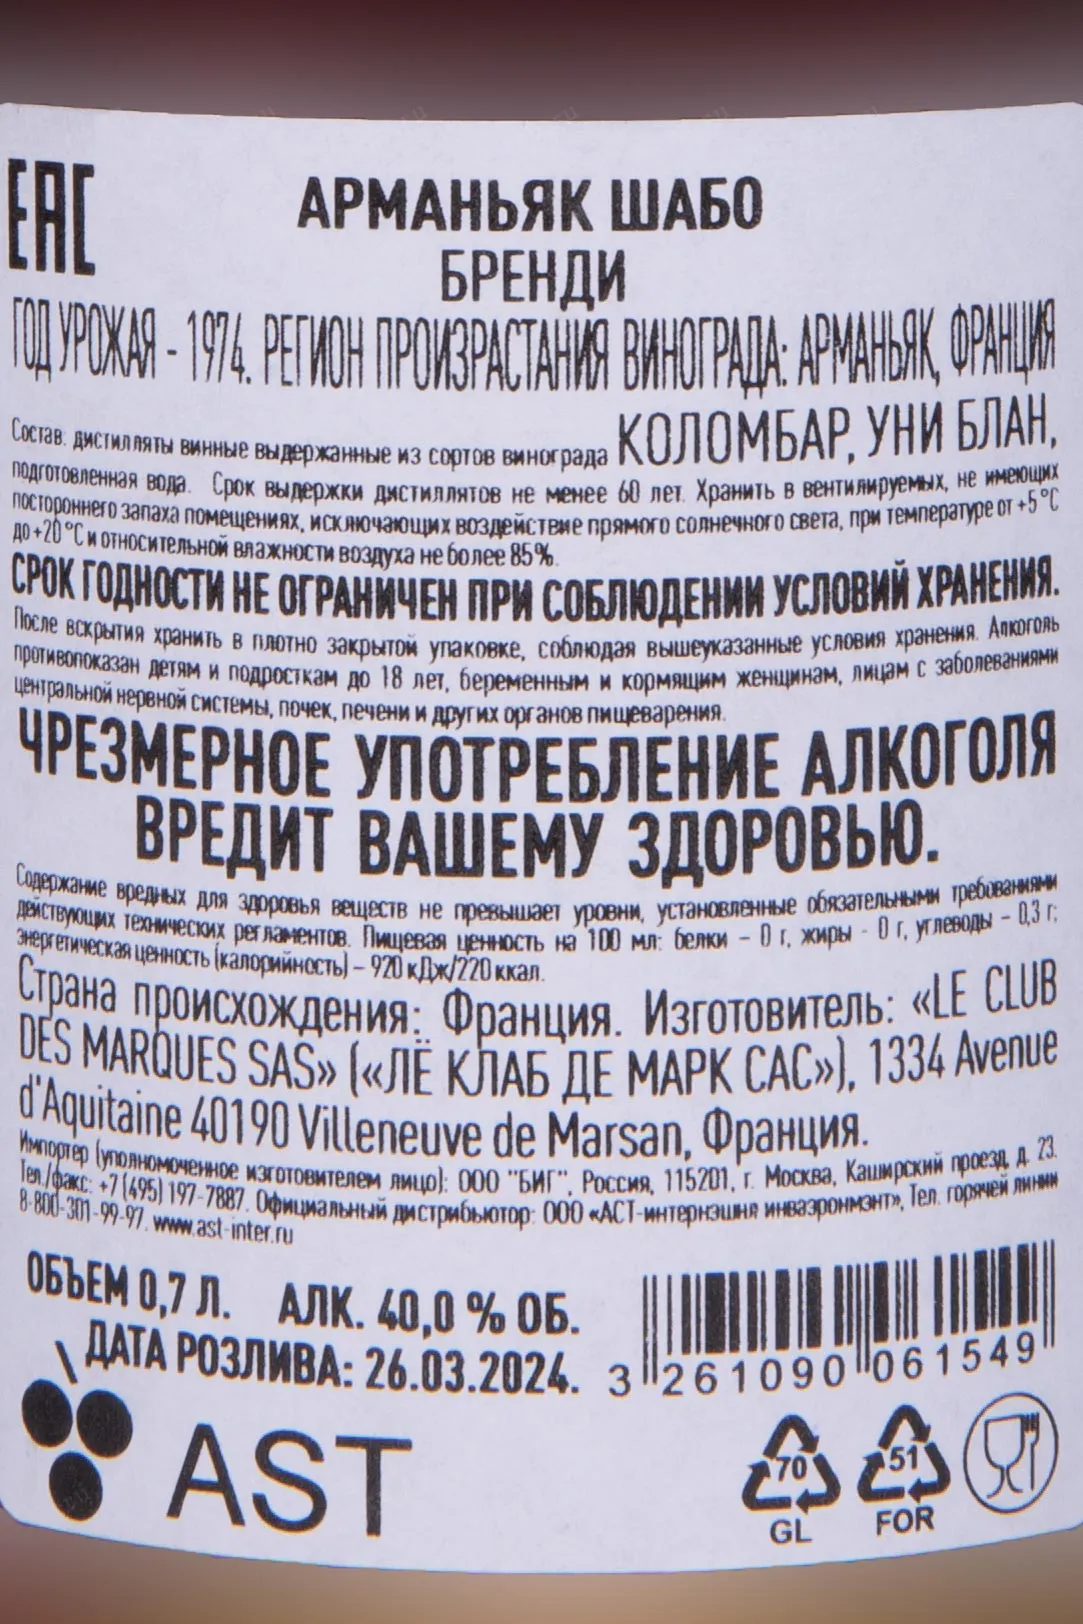 ЕАС
АРМАНЬЯК ШАБО
БРЕНДИ
ГОД УРОЖАЯ - 1974. РЕГИОН ПРОИЗРАСТАНИЯ ВИНОГРАДА: АРМАНЬЯК, ФРАНЦИЯ
Состав: дистилляты винные выдержанные из сортов винограда КОЛОМБАР, УНИ БЛАН,
подготовленная вода. Срок выдержки дистиллятов не менее 60 лет. Хранить в вентилируемых, не имеющих
постороннего запаха помещениях, исключающих воздействие прямого солнечного света, при температуре от +5 °С
до +20 °С и относительной влажности воздуха не более 85%.
СРОК ГОДНОСТИ НЕ ОГРАНИЧЕН ПРИ СОБЛЮДЕНИИ УСЛОВИЙ ХРАНЕНИЯ.
После вскрытия хранить в плотно закрытой упаковке, соблюдая вышеуказанные условия хранения. Алкоголь
противопоказан детям и подросткам до 18 лет, беременным и кормящим женщинам, лицам с заболеваниями
центральной нервной системы, почек, печени и других органов пищеварения.
ЧРЕЗМЕРНОЕ УПОТРЕБЛЕНИЕ АЛКОГОЛЯ
ВРЕДИТ ВАШЕМУ ЗДОРОВЬЮ.
Содержание вредных для здоровья веществ не превышает уровни, установленные обязательными требованиями
действующих технических регламентов. Пищевая ценность на 100 мл: белки – 0 г, жиры - 0 г, углеводы – 0,3 г;
энергетическая ценность (калорийность) – 920 кДж/220 ккал.
Страна происхождения: Франция. Изготовитель: «LE CLUB
DES MARQUES SAS» («ЛЁ КЛАБ ДЕ МАРК САС»), 1334 Avenue
d'Aquitaine 40190 Villeneuve de Marsan, Франция.
Импортер (уполномоченное изготовителем лицо): ООО "БИГ", Россия, 115201, г. Москва, Каширский проезд, д. 23.
Тел./факс: +7 (495) 197-7887. Официальный дистрибьютор: ООО «АСТ-интернэшнл инваэронмэнт», Тел. горячей линии
8-800-301-99-97. www.ast-inter.ru
ОБЪЕМ 0,7 Л. АЛК. 40,0 % ОБ.
ДАТА РОЗЛИВА: 26.03.2024.
3 261090 061549
AST
70
GL
51
FOR